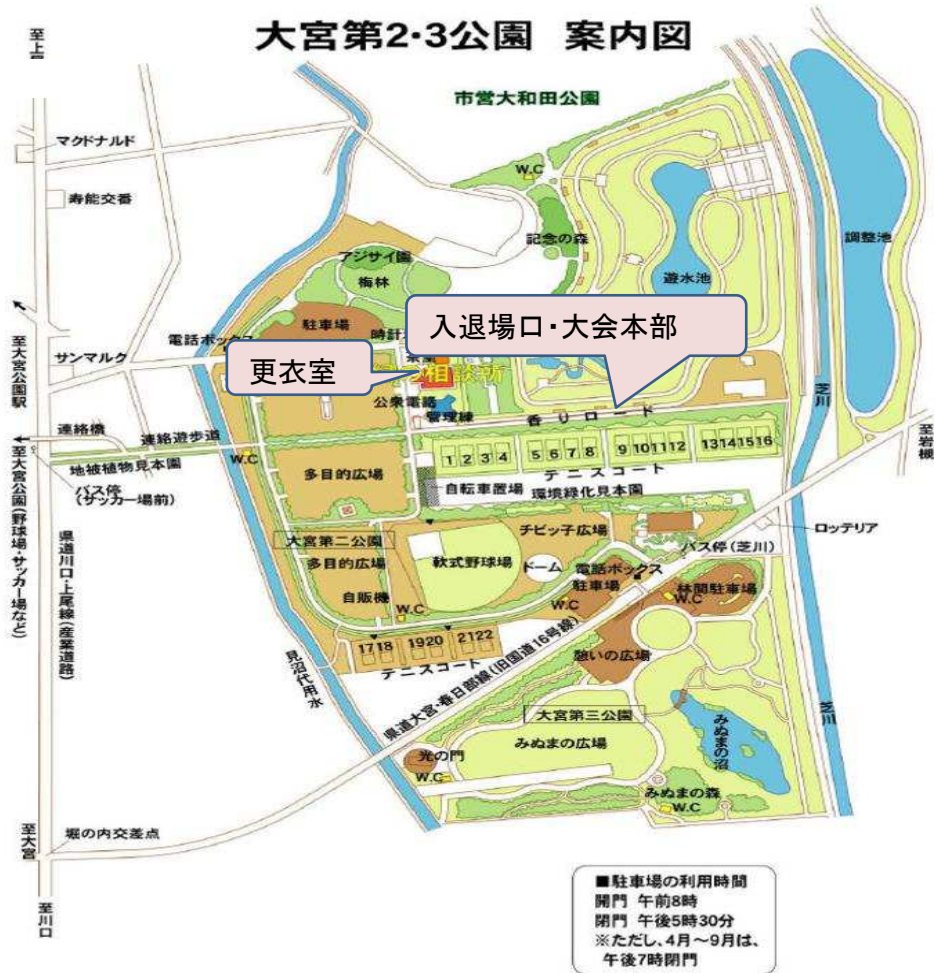 大宮第2・3公園 案内図
至上尾
市営大和田公園
マクドナルド
W.C
寿能交番
記念の森
調整池
アジサイ園
梅林
遊水池
駐車場
時計
入退場口・大会本部
電話ボックス
至大宮公園駅
サンマルク
更衣室
相談所
公衆電話
管理棟
香りロード
芝川
至岩槻
連絡橋
連絡遊歩道
地被植物見本園
W.C
バス停
(サッカー場前)
至大宮公園(野球場・サッカー場など)
1 2 3 4 5 6 7 8 9 10 11 12 13 14 15 16
テニスコート
多目的広場
自転車置場
環境緑化見本園
チビッ子広場
ロッテリア
大宮第二公園
バス停(芝川)
県道川口・上尾線(産業道路)
多目的広場
軟式野球場
ドーム
電話ボックス
駐車場
林間駐車場
自販機
W.C
W.C
W.C
17 18 19 20 21 22
テニスコート
憩いの広場
見沼代用水
県道大宮・春日部線(旧国道16号線)
大宮第三公園
みぬまの広場
みぬまの沼
芝川
光の門
W.C
みぬまの森
W.C
至大宮
堀の内交差点
至川口
■駐車場の利用時間
開門 午前8時
閉門 午後5時30分
※ただし、4月～9月は、
午後7時閉門